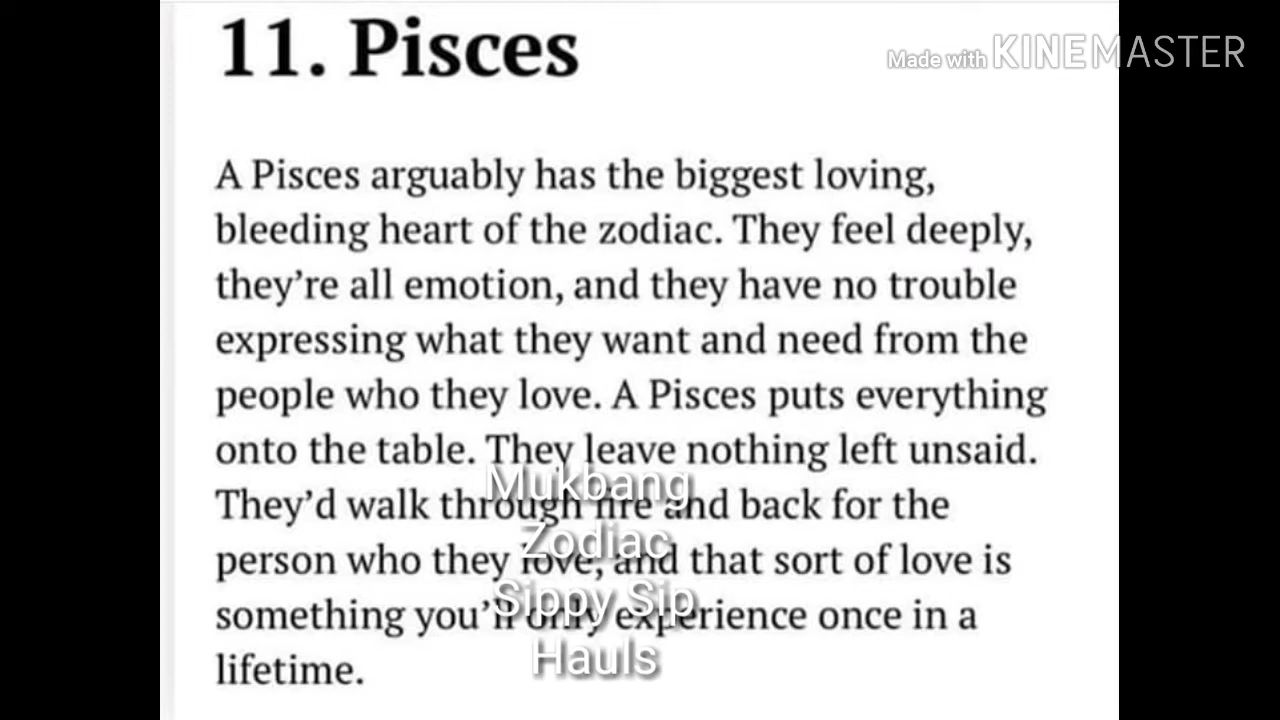 11. Pisces
Made with KINEMASTER
A Pisces arguably has the biggest loving,
bleeding heart of the zodiac. They feel deeply,
they're all emotion, and they have no trouble
expressing what they want and need from the
people who they love. A Pisces puts everything
onto the table. They leave nothing left unsaid.
They'd walk through fire and back for the
person who they love, and that sort of love is
something you'll only experience once in a
lifetime.
Mukbang
Zodiac
Sippy Sip
Hauls